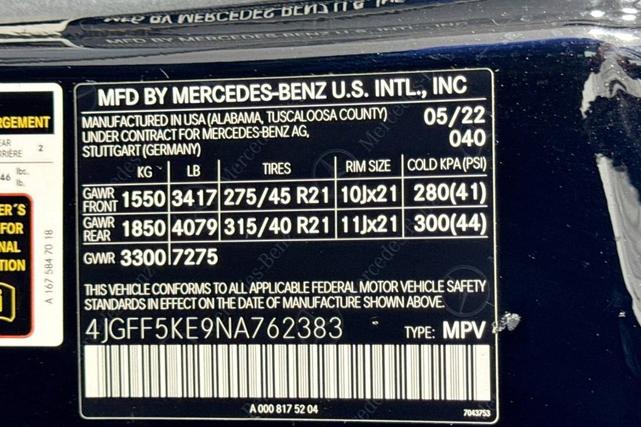 MFD BY MERCEDES-BENZ U.S. INTL., INC
MANUFACTURED IN USA (ALABAMA, TUSCALOOSA COUNTY) 05/22
UNDER CONTRACT FOR MERCEDES-BENZ AG, 040
STUTTGART (GERMANY)
KG LB TIRES RIM SIZE COLD KPA (PSI)
GAWR FRONT 1550 3417 275/45 R21 10Jx21 280(41)
GAWR REAR 1850 4079 315/40 R21 11Jx21 300(44)
GVWR 3300 7275
THIS VEHICLE CONFORMS TO ALL APPLICABLE FEDERAL MOTOR VEHICLE SAFETY
STANDARDS IN EFFECT ON THE DATE OF MANUFACTURE SHOWN ABOVE.
4JGFF5KE9NA762383 TYPE: MPV
A 000 817 52 04 7043753
A 167 584 70 18
2
lbs.
lb.
FOR